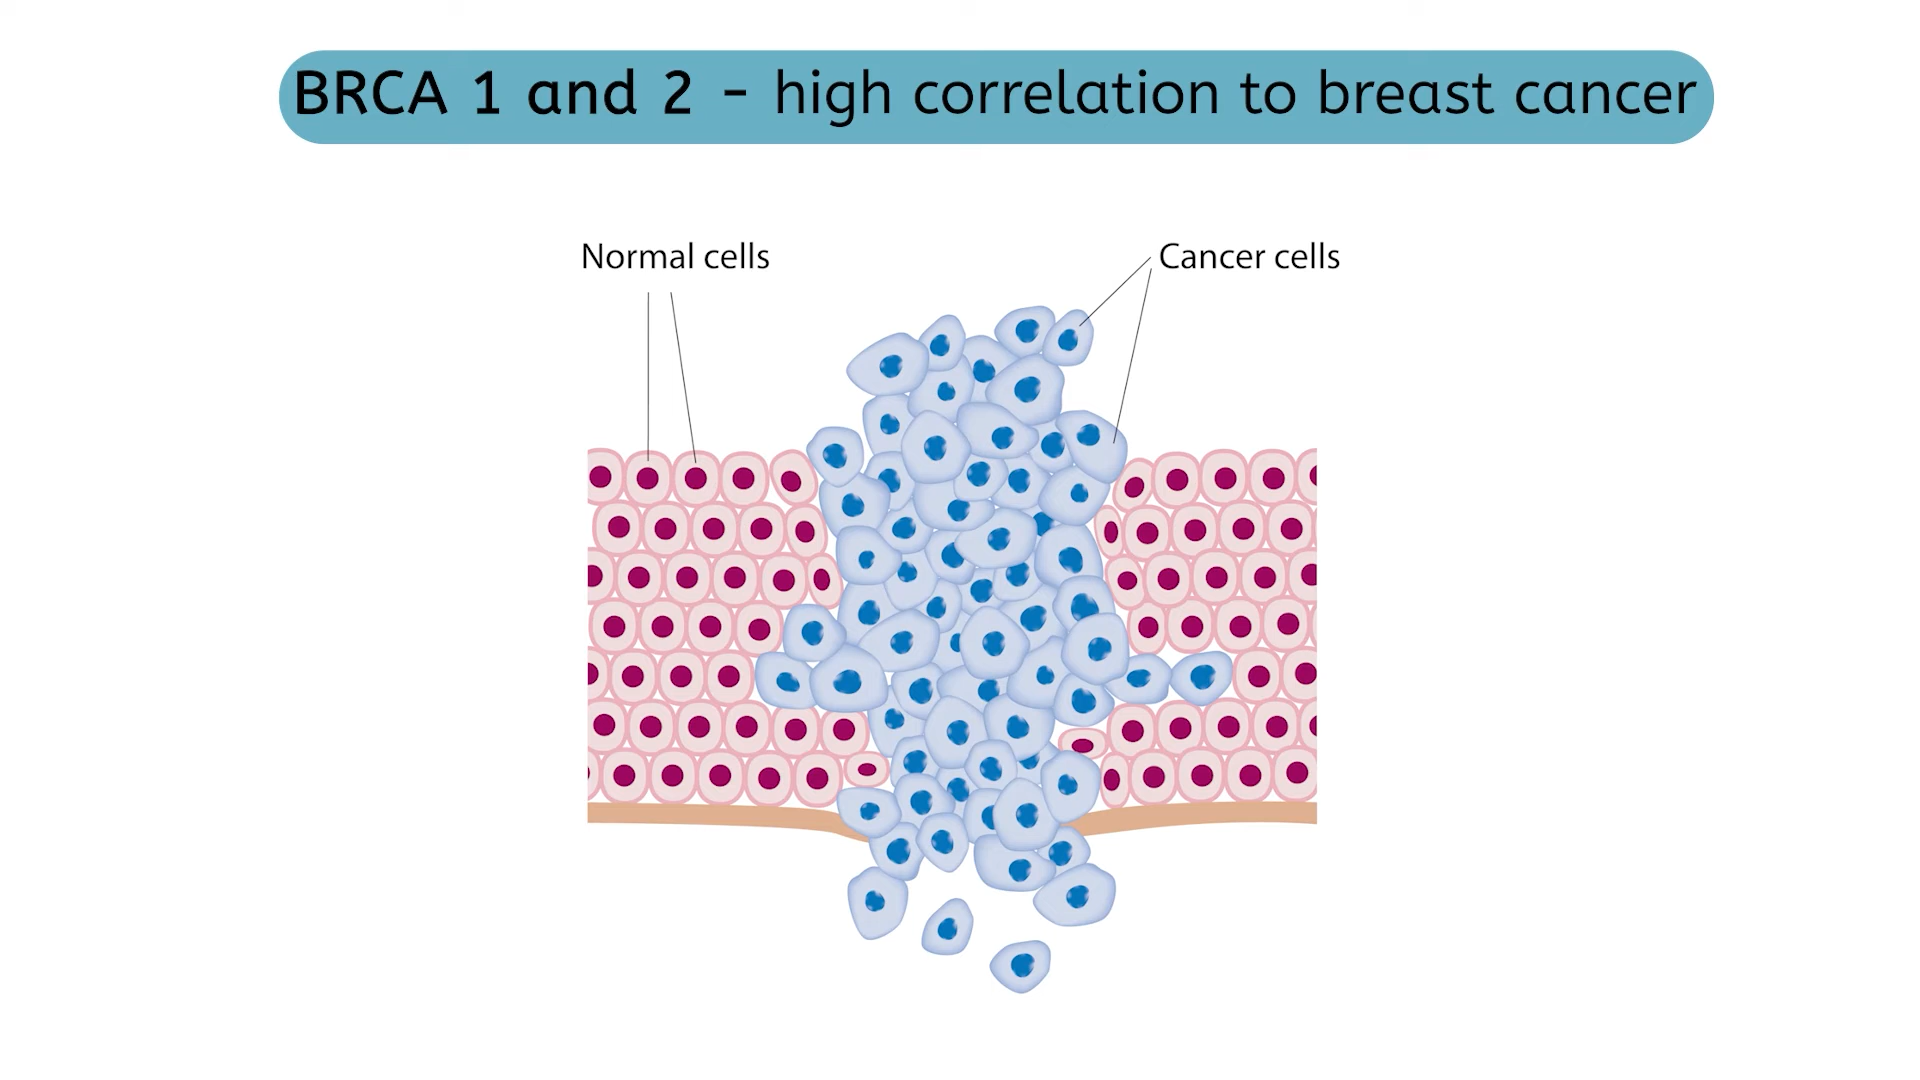 BRCA 1 and 2 - high correlation to breast cancer
Normal cells
Cancer cells